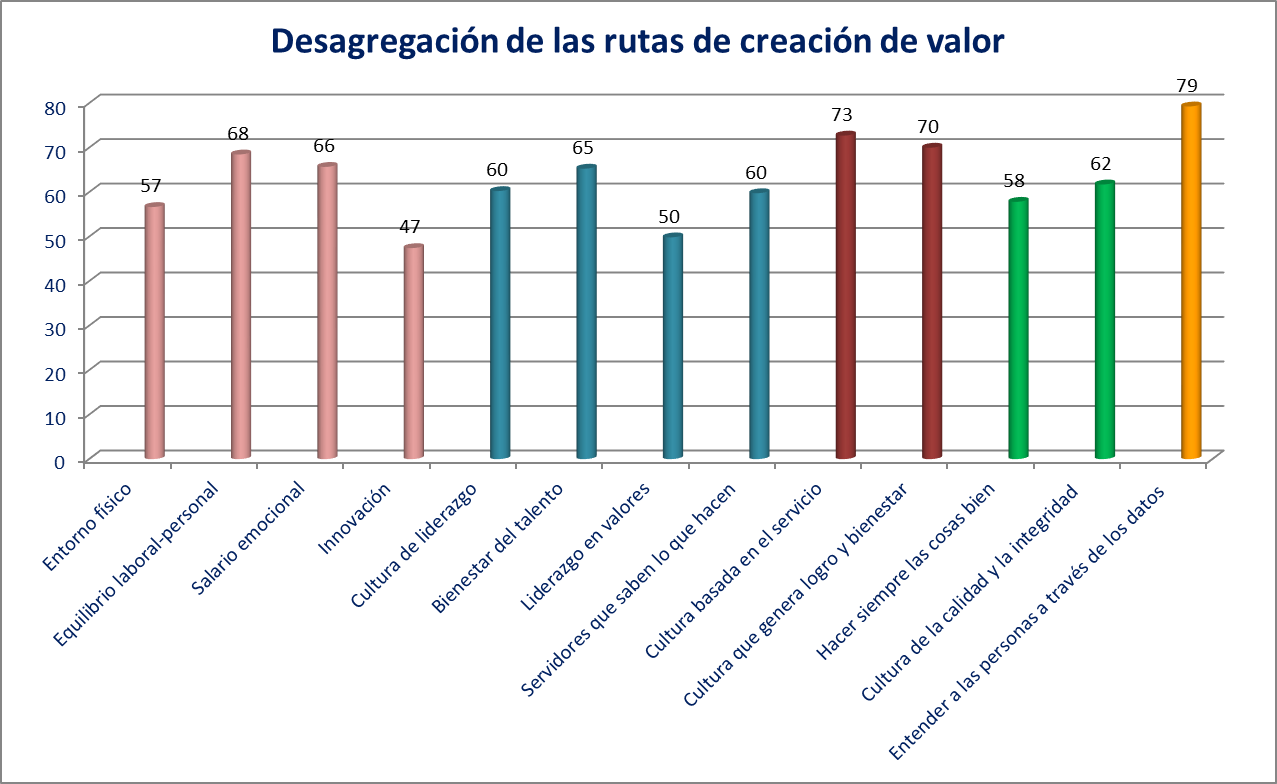 Desagregación de las rutas de creación de valor
80
70
60
50
40
30
20
10
0
57
68
66
47
60
65
50
60
73
70
58
62
79
Entorno físico
Equilibrio laboral-personal
Salario emocional
Innovación
Cultura de liderazgo
Bienestar del talento
Liderazgo en valores
Servidores que saben lo que hacen
Cultura basada en el servicio
Cultura que genera logro y bienestar
Hacer siempre las cosas bien
Cultura de la calidad y la integridad
Entender a las personas a través de los datos